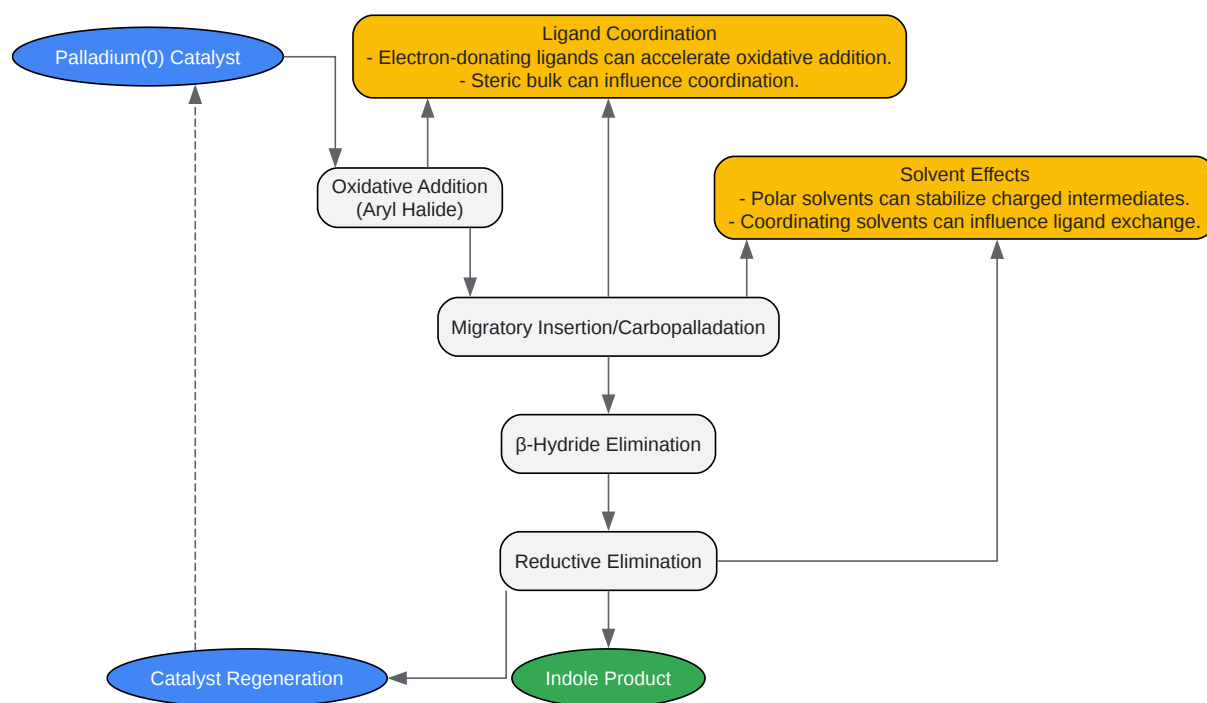 Palladium(0) Catalyst
Ligand Coordination
- Electron-donating ligands can accelerate oxidative addition.
- Steric bulk can influence coordination.
Oxidative Addition
(Aryl Halide)
Solvent Effects
- Polar solvents can stabilize charged intermediates.
- Coordinating solvents can influence ligand exchange.
Migratory Insertion/Carbopalladation
β-Hydride Elimination
Reductive Elimination
Catalyst Regeneration
Indole Product